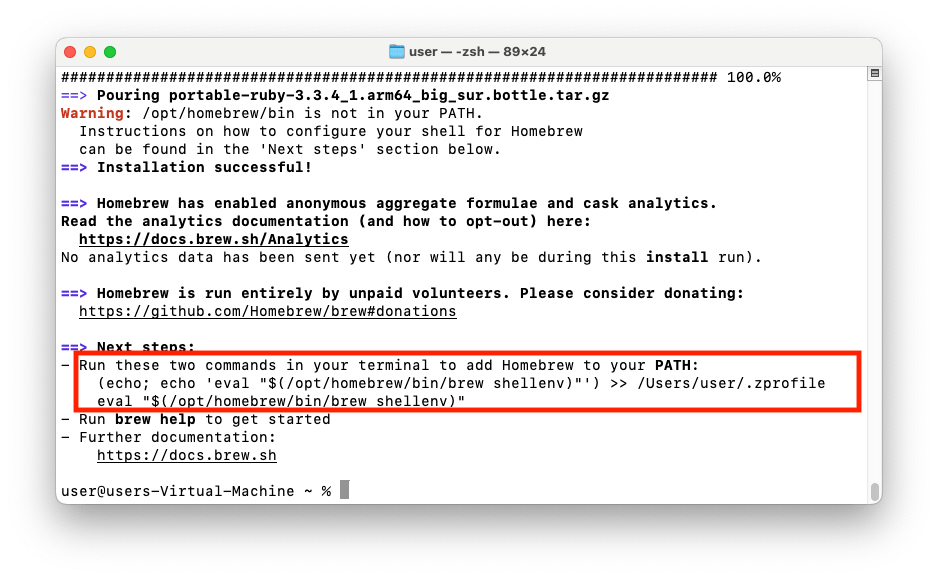 user — -zsh — 89×24
######################################################################### 100.0%
==> Pouring portable-ruby-3.3.4_1.arm64_big_sur.bottle.tar.gz
Warning: /opt/homebrew/bin is not in your PATH.
  Instructions on how to configure your shell for Homebrew
  can be found in the 'Next steps' section below.
==> Installation successful!

==> Homebrew has enabled anonymous aggregate formulae and cask analytics.
Read the analytics documentation (and how to opt-out) here:
  https://docs.brew.sh/Analytics
No analytics data has been sent yet (nor will any be during this install run).

==> Homebrew is run entirely by unpaid volunteers. Please consider donating:
  https://github.com/Homebrew/brew#donations

==> Next steps:
- Run these two commands in your terminal to add Homebrew to your PATH:
    (echo; echo 'eval "$(/opt/homebrew/bin/brew shellenv)"') >> /Users/user/.zprofile
    eval "$(/opt/homebrew/bin/brew shellenv)"
- Run brew help to get started
- Further documentation:
    https://docs.brew.sh

user@users-Virtual-Machine ~ %